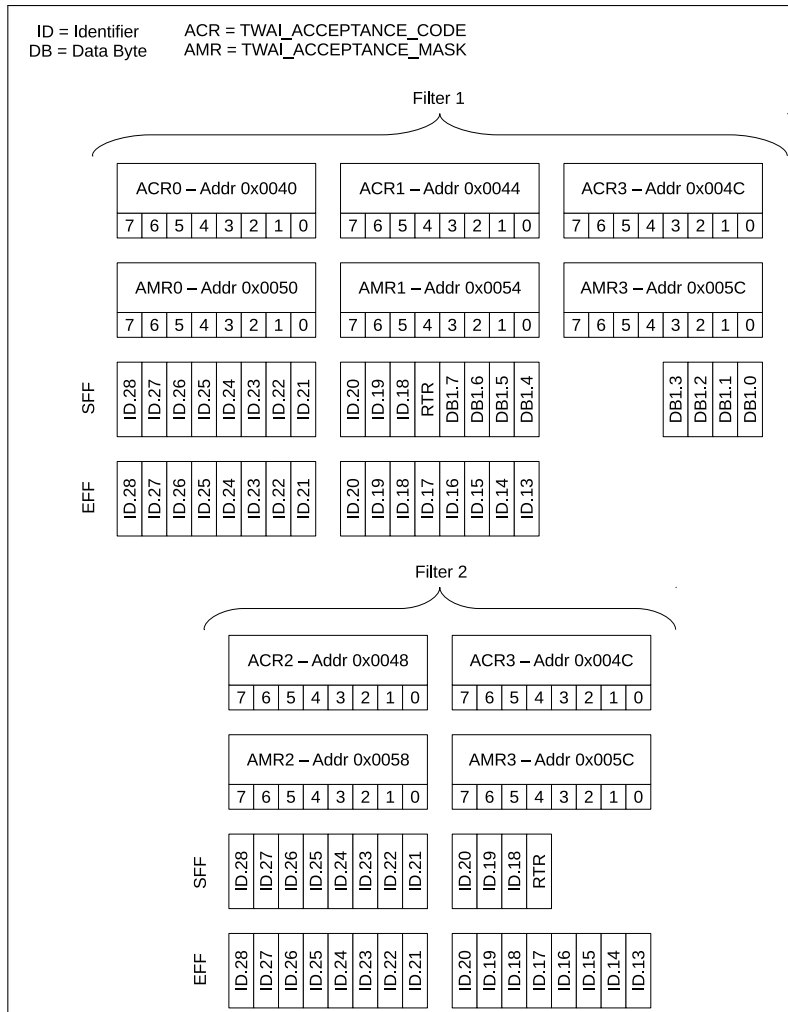 ID = Identifier ACR = TWAI_ACCEPTANCE_CODE
DB = Data Byte AMR = TWAI_ACCEPTANCE_MASK
Filter 1
ACR0 – Addr 0x0040 ACR1 – Addr 0x0044 ACR3 – Addr 0x004C
7 6 5 4 3 2 1 0 7 6 5 4 3 2 1 0 7 6 5 4 3 2 1 0
AMR0 – Addr 0x0050 AMR1 – Addr 0x0054 AMR3 – Addr 0x005C
7 6 5 4 3 2 1 0 7 6 5 4 3 2 1 0 7 6 5 4 3 2 1 0
SFF ID.28 ID.27 ID.26 ID.25 ID.24 ID.23 ID.22 ID.21 ID.20 ID.19 ID.18 RTR DB1.7 DB1.6 DB1.5 DB1.4 DB1.3 DB1.2 DB1.1 DB1.0
EFF ID.28 ID.27 ID.26 ID.25 ID.24 ID.23 ID.22 ID.21 ID.20 ID.19 ID.18 ID.17 ID.16 ID.15 ID.14 ID.13
Filter 2
ACR2 – Addr 0x0048 ACR3 – Addr 0x004C
7 6 5 4 3 2 1 0 7 6 5 4 3 2 1 0
AMR2 – Addr 0x0058 AMR3 – Addr 0x005C
7 6 5 4 3 2 1 0 7 6 5 4 3 2 1 0
SFF ID.28 ID.27 ID.26 ID.25 ID.24 ID.23 ID.22 ID.21 ID.20 ID.19 ID.18 RTR
EFF ID.28 ID.27 ID.26 ID.25 ID.24 ID.23 ID.22 ID.21 ID.20 ID.19 ID.18 ID.17 ID.16 ID.15 ID.14 ID.13